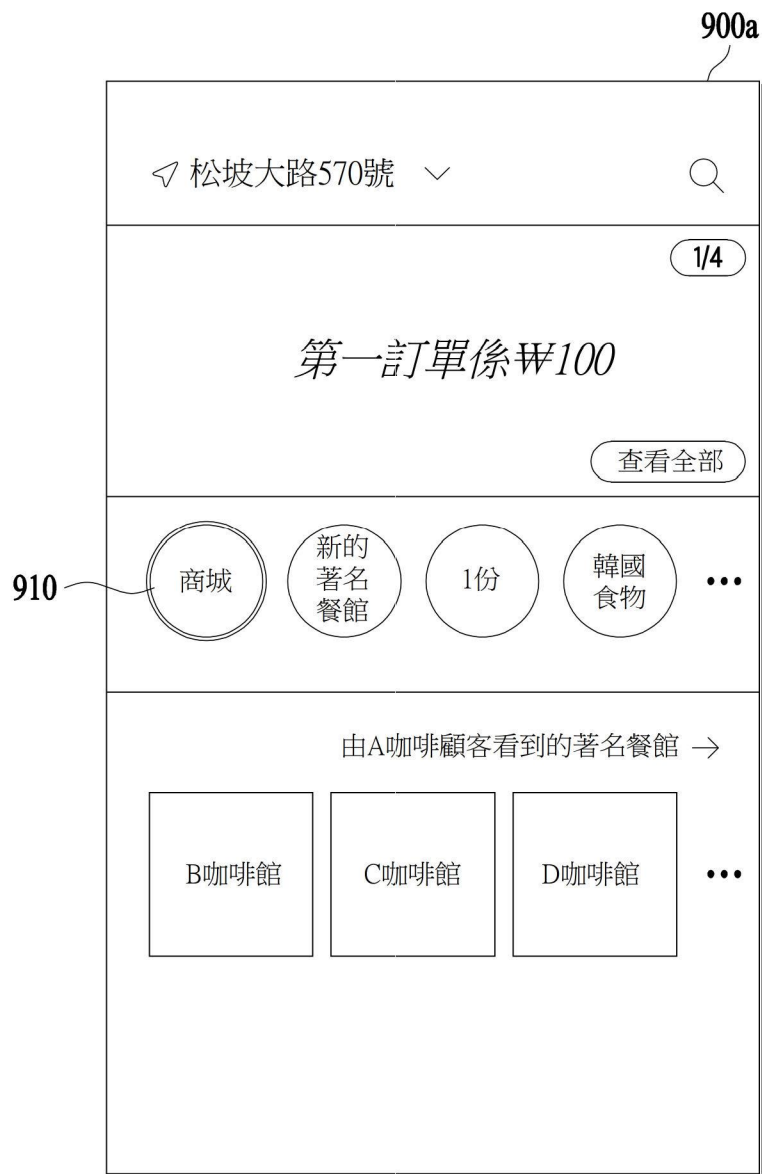 900a
松坡大路570號
1/4
第一訂單係₩100
查看全部
910
商城
新的
著名
餐館
1份
韓國
食物
•••
由A咖啡顧客看到的著名餐館 →
B咖啡館
C咖啡館
D咖啡館
•••